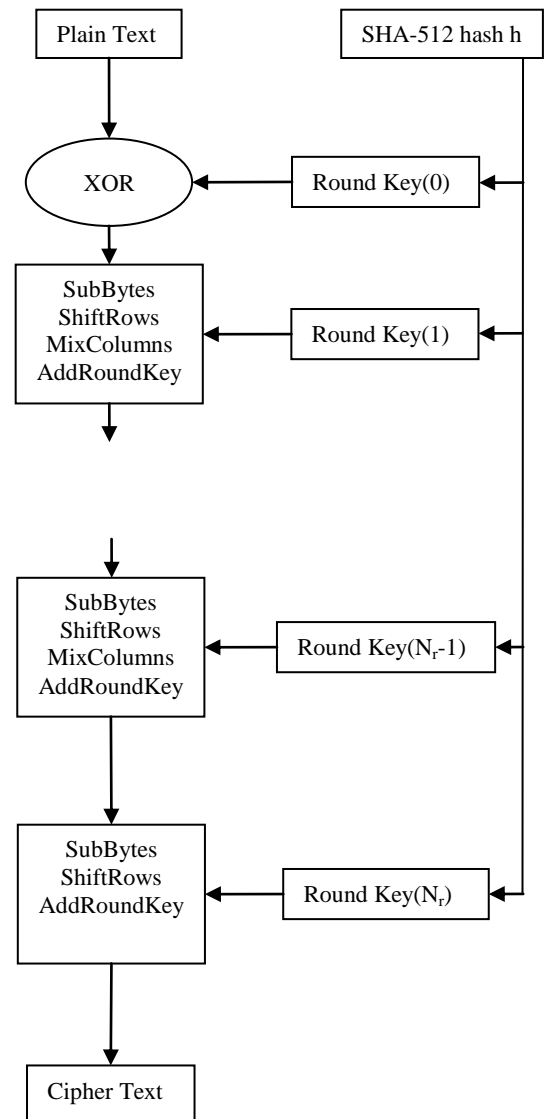 Plain Text
SHA-512 hash h
XOR
Round Key(0)
SubBytes
ShiftRows
MixColumns
AddRoundKey
Round Key(1)
SubBytes
ShiftRows
MixColumns
AddRoundKey
Round Key(Nr-1)
SubBytes
ShiftRows
AddRoundKey
Round Key(Nr)
Cipher Text